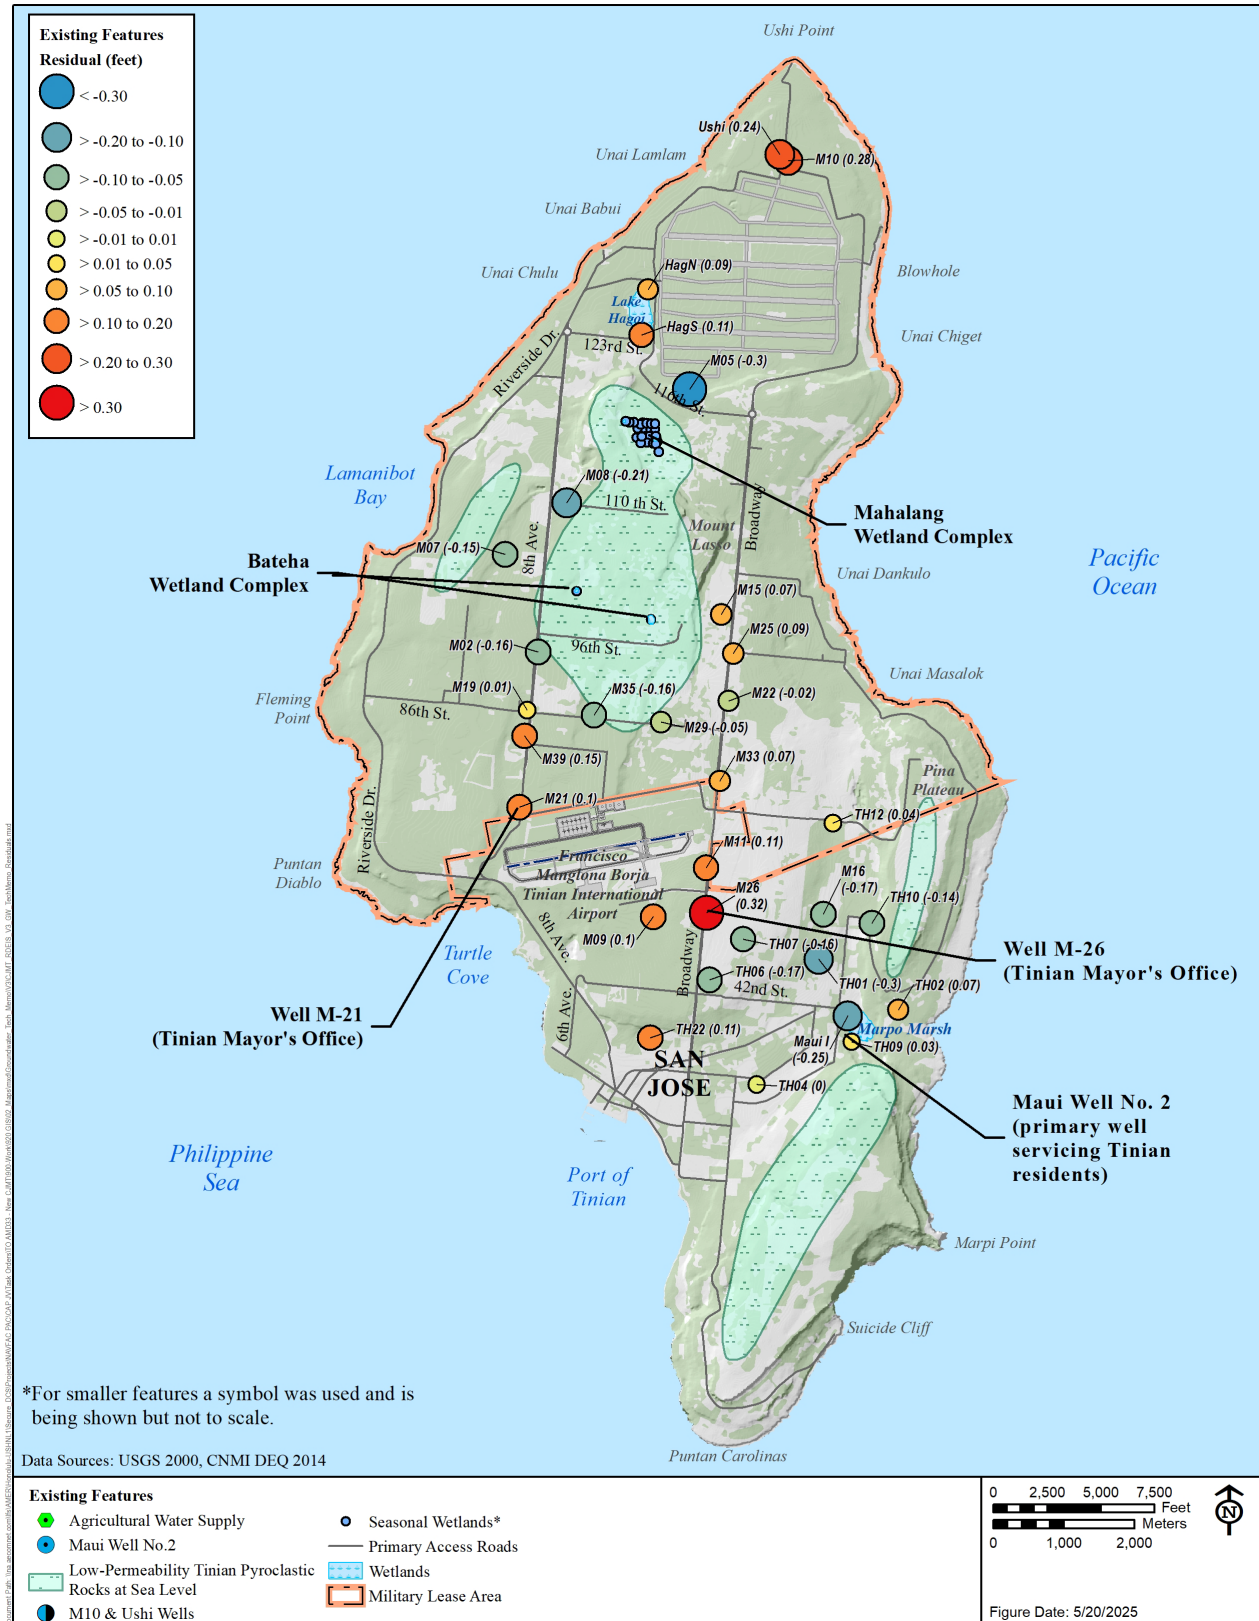 Existing Features
Residual (feet)
< -0.30
> -0.20 to -0.10
> -0.10 to -0.05
> -0.05 to -0.01
> -0.01 to 0.01
> 0.01 to 0.05
> 0.05 to 0.10
> 0.10 to 0.20
> 0.20 to 0.30
> 0.30
Ushi Point
Ushi (0.24)
M10 (0.28)
Unai Lamlam
Unai Babui
Unai Chulu
HagN (0.09)
Blowhole
Lake
Hagoi
HagS (0.11)
Unai Chiget
123rd St.
Riverside Dr.
M05 (-0.3)
116th St.
Lamanibot
Bay
M08 (-0.21)
110 th St.
Broadway
Mount
Lasso
Mahalang
Wetland Complex
8th Ave.
M07 (-0.15)
Bateha
Wetland Complex
Pacific
Ocean
Unai Dankulo
M15 (0.07)
M25 (0.09)
M02 (-0.16)
96th St.
Unai Masalok
M19 (0.01)
M35 (-0.16)
M22 (-0.02)
Fleming
Point
86th St.
M29 (-0.05)
M39 (0.15)
M33 (0.07)
Pina
Plateau
M21 (0.1)
Riverside Dr.
TH12 (0.04)
M11 (0.11)
Francisco
Manglona Borja
Tinian International
Airport
Puntan
Diablo
M16
(-0.17)
M26
(0.32)
TH10 (-0.14)
8th Ave.
M09 (0.1)
TH07 (-0.16)
Turtle
Cove
Broadway
Well M-26
(Tinian Mayor's Office)
TH06 (-0.17)
TH01 (-0.3)
TH02 (0.07)
42nd St.
Well M-21
(Tinian Mayor's Office)
6th Ave.
TH22 (0.11)
Marpo Marsh
Maui I
(-0.25)
TH09 (0.03)
SAN
JOSE
TH04 (0)
Maui Well No. 2
(primary well
servicing Tinian
residents)
Philippine
Sea
Port of
Tinian
Marpi Point
Suicide Cliff
*For smaller features a symbol was used and is
being shown but not to scale.
Puntan Carolinas
Data Sources: USGS 2000, CNMI DEQ 2014
Existing Features
Agricultural Water Supply
Maui Well No.2
Low-Permeability Tinian Pyroclastic
Rocks at Sea Level
M10 & Ushi Wells
Seasonal Wetlands*
Primary Access Roads
Wetlands
Military Lease Area
0 2,500 5,000 7,500
Feet
Meters
0 1,000 2,000
N
Figure Date: 5/20/2025